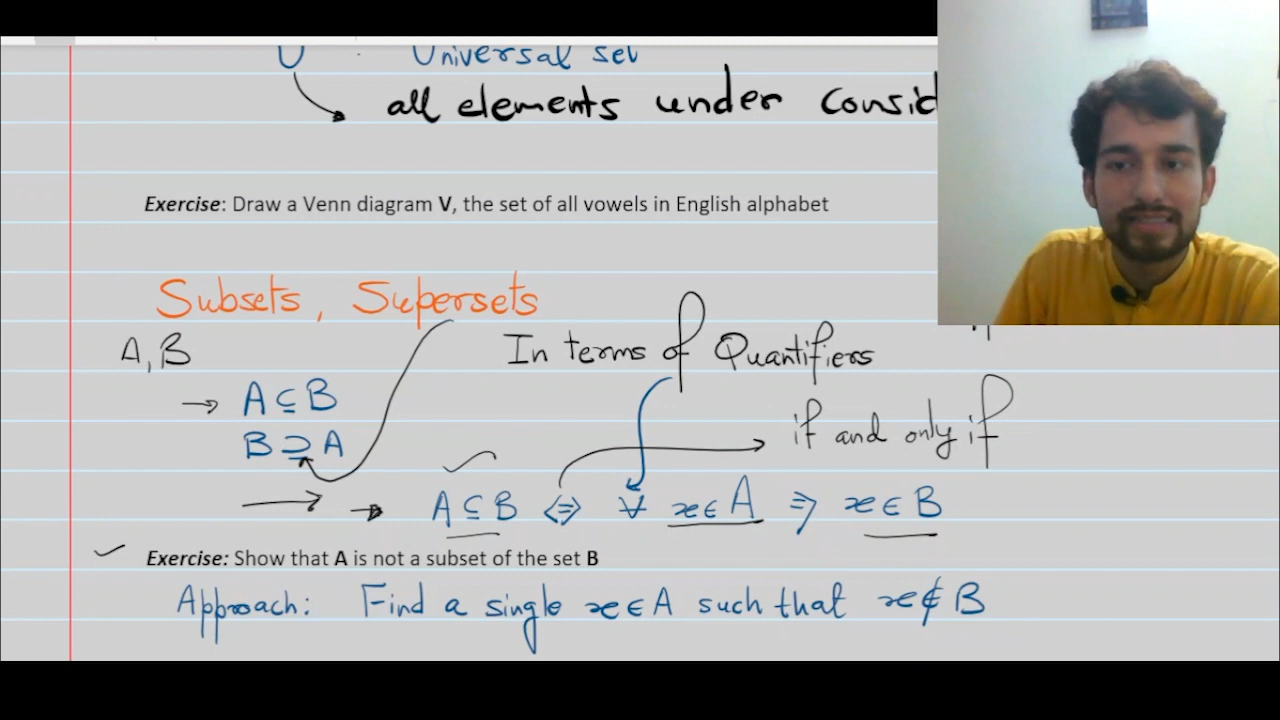 U Universal set
all elements under consid
Exercise: Draw a Venn diagram V, the set of all vowels in English alphabet
Subsets, Supersets
A, B In terms of Quantifiers
→ A ⊆ B
if and only if
B ⊇ A
→ A ⊆ B ⇔ ∀ x ∈ A ⇒ x ∈ B
Exercise: Show that A is not a subset of the set B
Approach: Find a single x ∈ A such that x ∉ B